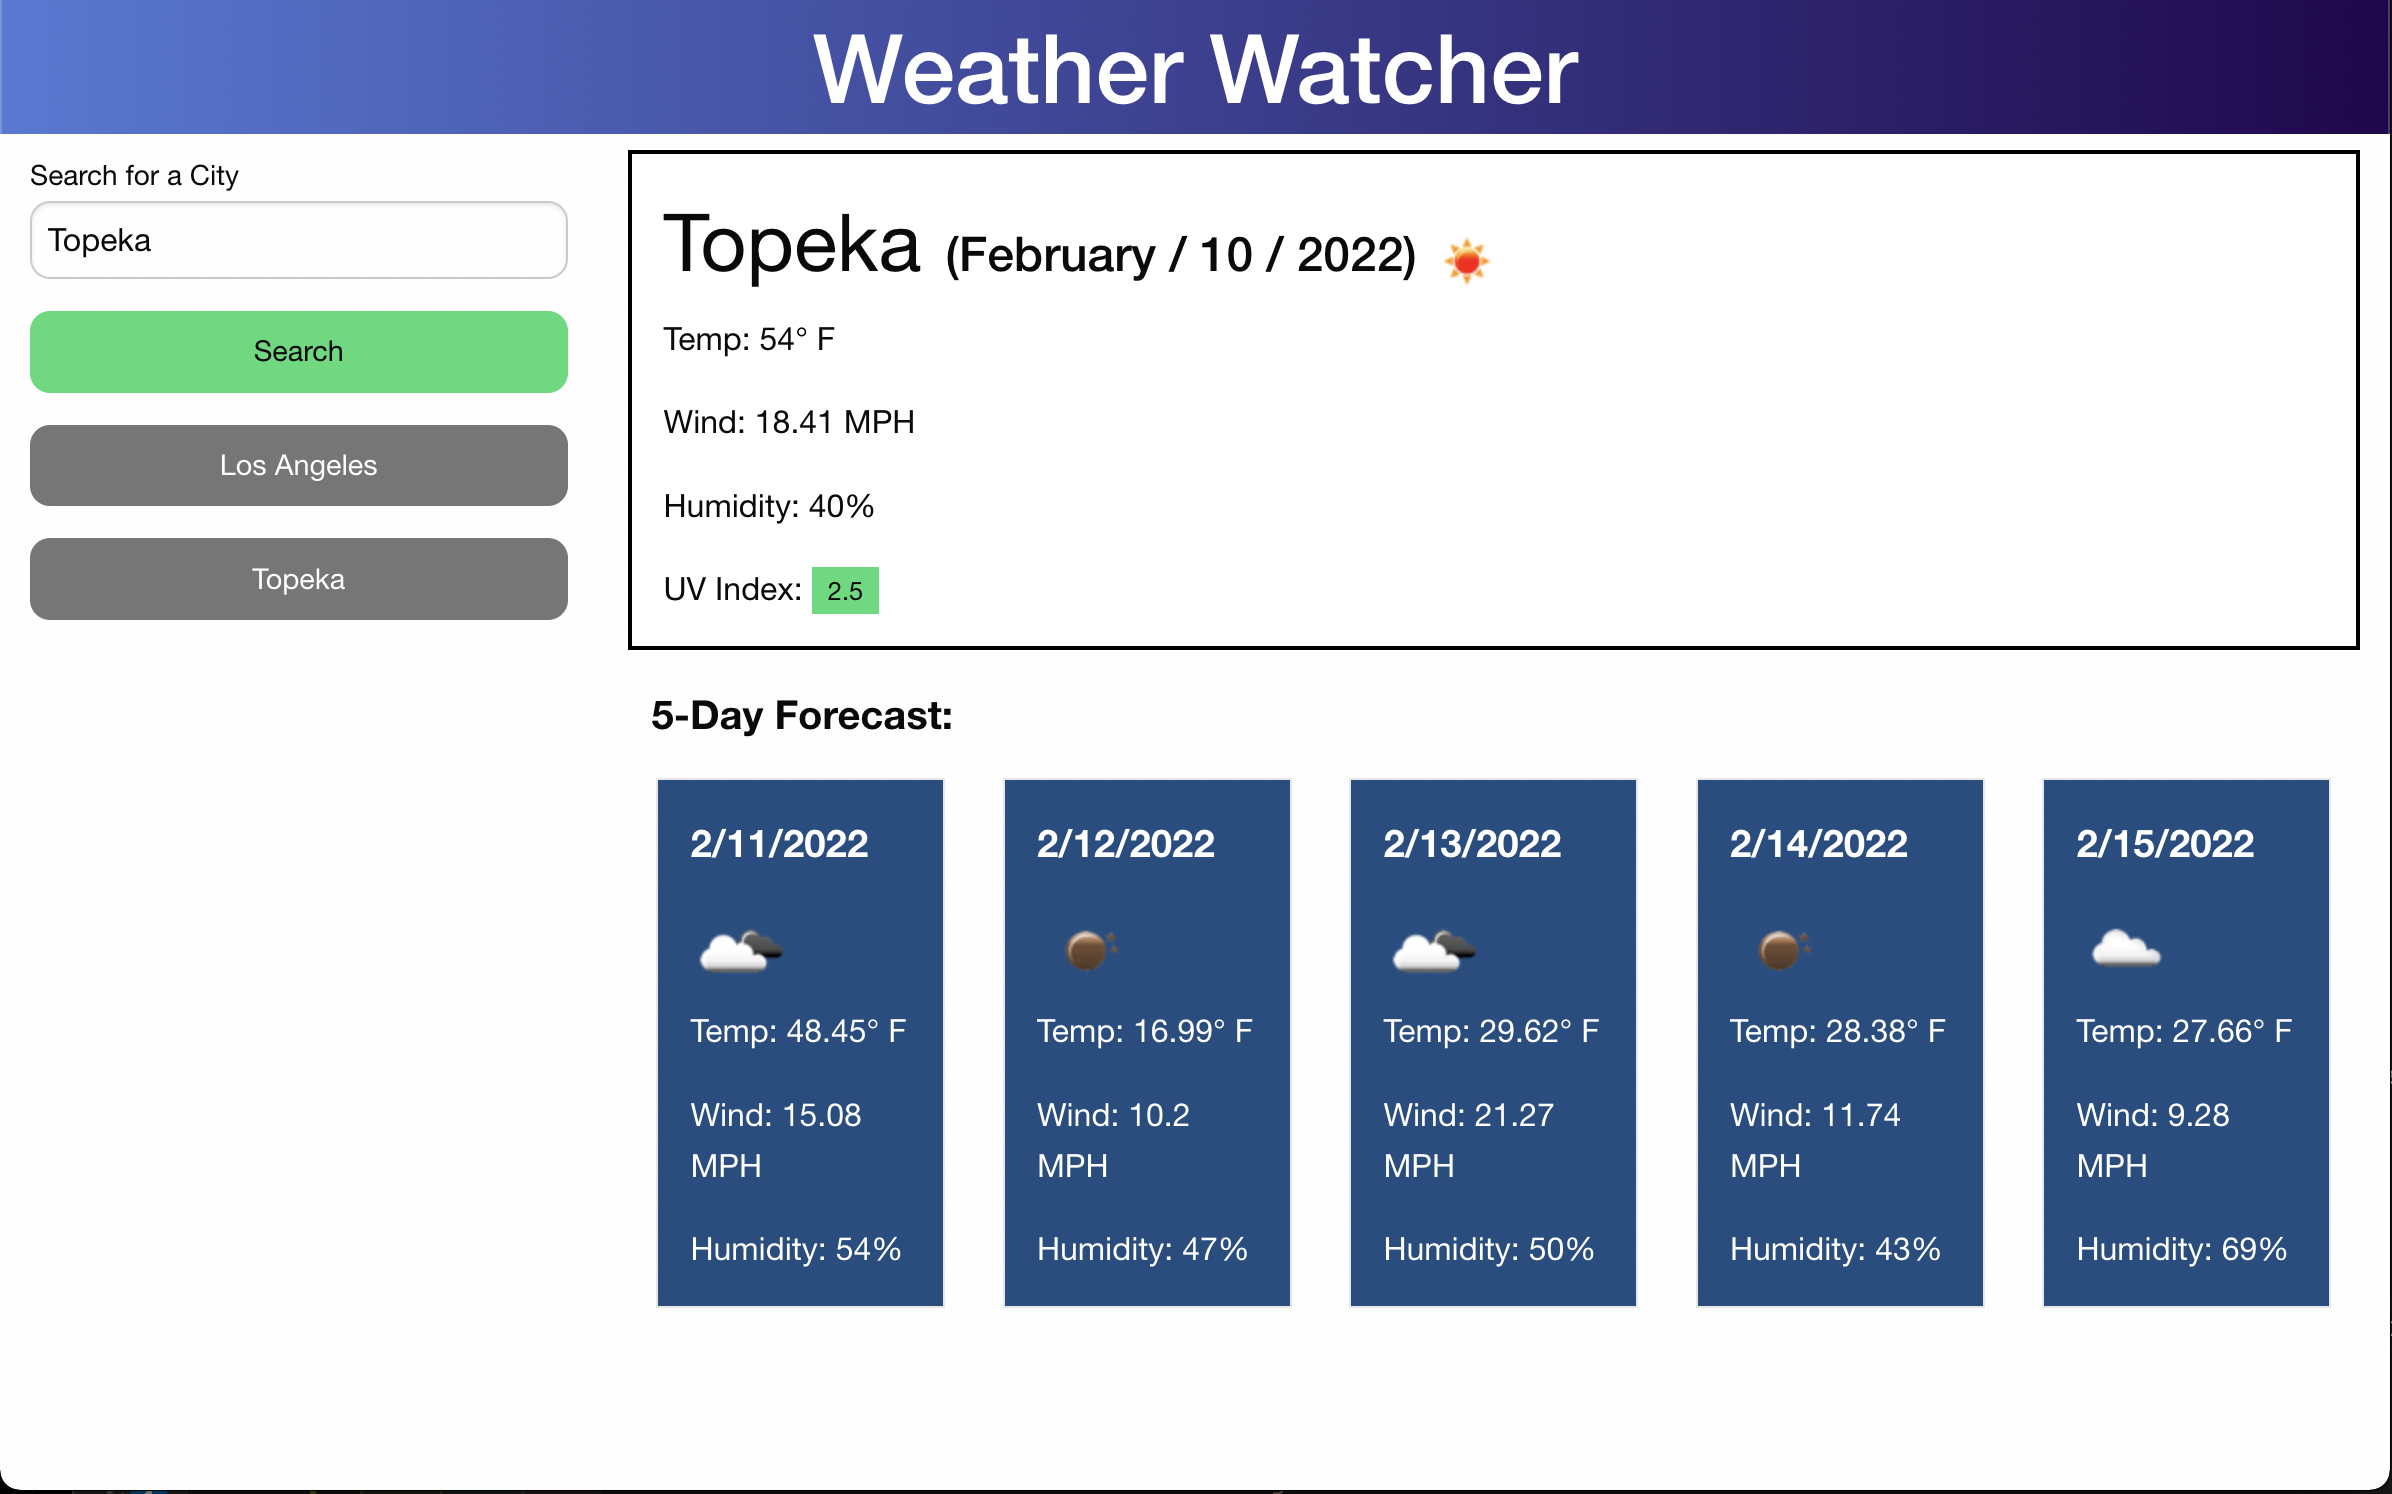 Weather Watcher
Search for a City
Topeka
Search
Los Angeles
Topeka
Topeka (February / 10 / 2022)
Temp: 54° F
Wind: 18.41 MPH
Humidity: 40%
UV Index: 2.5
5-Day Forecast:
2/11/2022
Temp: 48.45° F
Wind: 15.08
MPH
Humidity: 54%
2/12/2022
Temp: 16.99° F
Wind: 10.2
MPH
Humidity: 47%
2/13/2022
Temp: 29.62° F
Wind: 21.27
MPH
Humidity: 50%
2/14/2022
Temp: 28.38° F
Wind: 11.74
MPH
Humidity: 43%
2/15/2022
Temp: 27.66° F
Wind: 9.28
MPH
Humidity: 69%